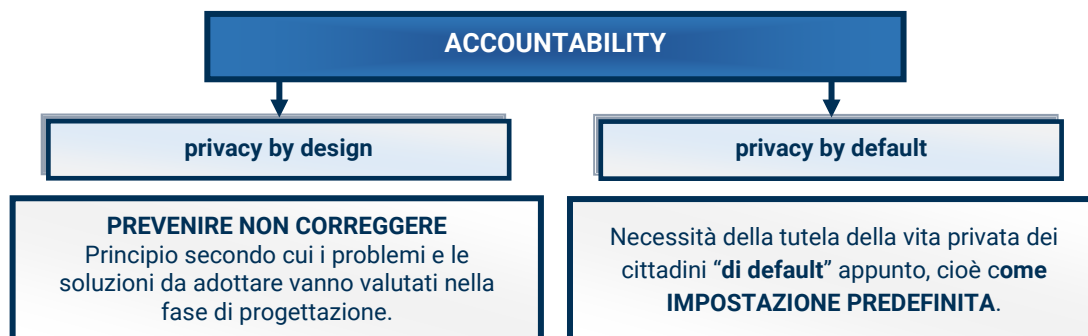 ACCOUNTABILITY
privacy by design
privacy by default
PREVENIRE NON CORREGGERE
Principio secondo cui i problemi e le
soluzioni da adottare vanno valutati nella
fase di progettazione.
Necessità della tutela della vita privata dei
cittadini “di default” appunto, cioè come
IMPOSTAZIONE PREDEFINITA.